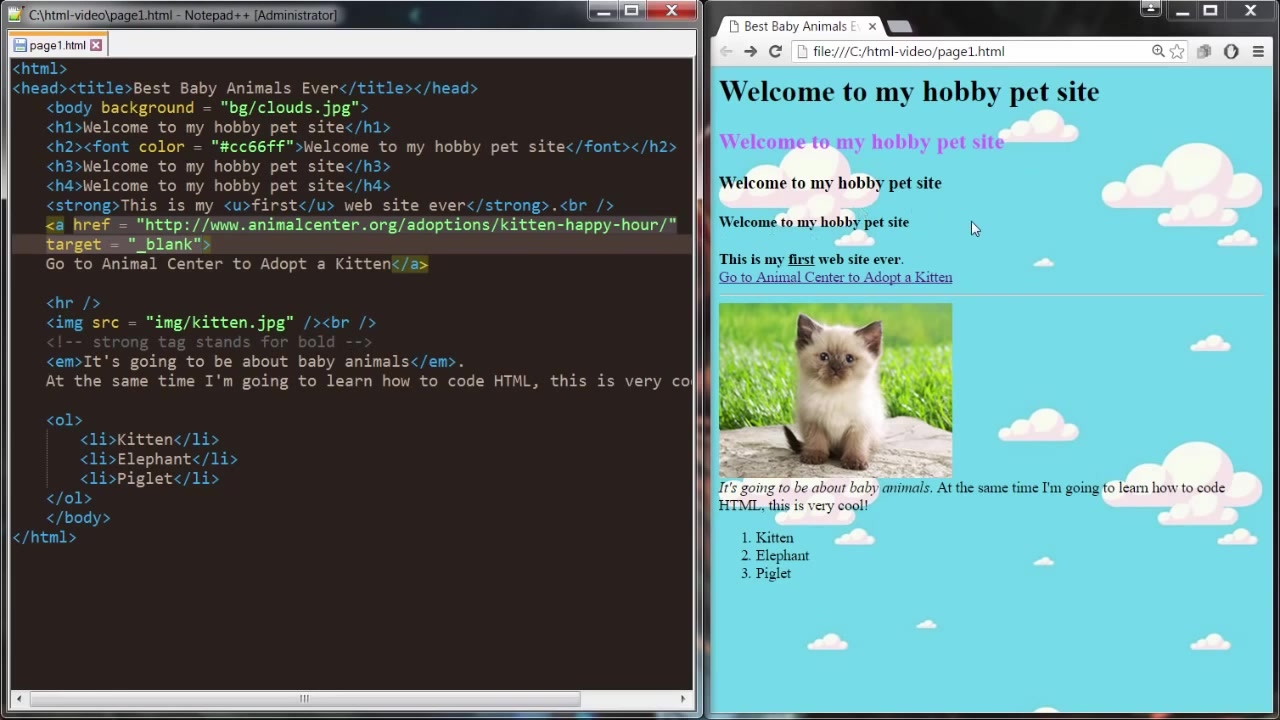 C:\html-video\page1.html - Notepad++ [Administrator]
page1.html
<html>
<head><title>Best Baby Animals Ever</title></head>
<body background = "bg/clouds.jpg">
<h1>Welcome to my hobby pet site</h1>
<h2><font color = "#cc66ff">Welcome to my hobby pet site</font></h2>
<h3>Welcome to my hobby pet site</h3>
<h4>Welcome to my hobby pet site</h4>
<strong>This is my <u>first</u> web site ever</strong>.<br />
<a href = "http://www.animalcenter.org/adoptions/kitten-happy-hour/"
target = "_blank">
Go to Animal Center to Adopt a Kitten</a>
<hr />
<img src = "img/kitten.jpg" /><br />
<!-- strong tag stands for bold -->
<em>It's going to be about baby animals</em>.
At the same time I'm going to learn how to code HTML, this is very co
<ol>
<li>Kitten</li>
<li>Elephant</li>
<li>Piglet</li>
</ol>
</body>
</html>
Best Baby Animals Ev
file:///C:/html-video/page1.html
Welcome to my hobby pet site
Welcome to my hobby pet site
Welcome to my hobby pet site
Welcome to my hobby pet site
This is my first web site ever.
Go to Animal Center to Adopt a Kitten
It's going to be about baby animals. At the same time I'm going to learn how to code
HTML, this is very cool!
1. Kitten
2. Elephant
3. Piglet